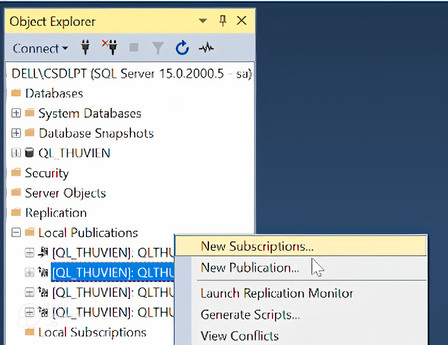 Object Explorer
Connect
DELL\CSDLPT (SQL Server 15.0.2000.5 - sa)
Databases
System Databases
Database Snapshots
QL_THUVIEN
Security
Server Objects
Replication
Local Publications
[QL_THUVIEN]: QLTHU
[QL_THUVIEN]: QLTHU
[QL_THUVIEN]: QLTHU
[QL_THUVIEN]: QLTHU
Local Subscriptions
New Subscriptions...
New Publication...
Launch Replication Monitor
Generate Scripts...
View Conflicts